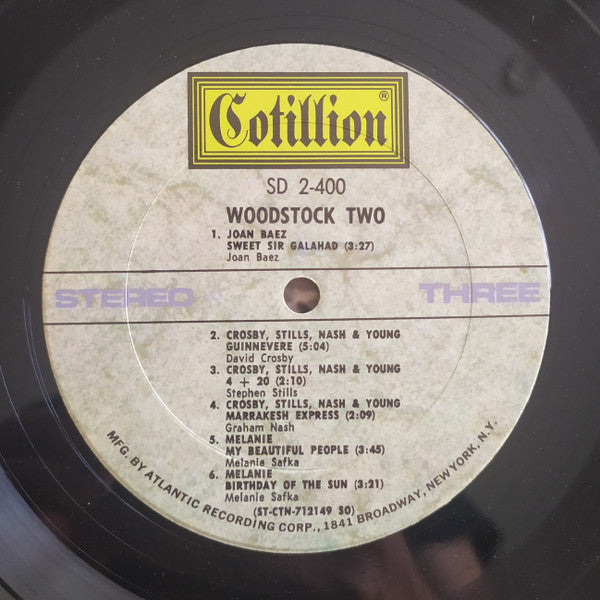 Cotillion®
SD 2-400
WOODSTOCK TWO
1. JOAN BAEZ
SWEET SIR GALAHAD (3:27)
Joan Baez
STEREO S THREE
2. CROSBY, STILLS, NASH & YOUNG
GUINNEVERE (5:04)
David Crosby
3. CROSBY, STILLS, NASH & YOUNG
4 + 20 (2:10)
Stephen Stills
4. CROSBY, STILLS, NASH & YOUNG
MARRAKESH EXPRESS (2:09)
Graham Nash
5. MELANIE
MY BEAUTIFUL PEOPLE (3:45)
Melanie Safka
6. MELANIE
BIRTHDAY OF THE SUN (3:21)
Melanie Safka
(ST-CTN-712149 SO)
MFG. BY ATLANTIC RECORDING CORP., 1841 BROADWAY, NEW YORK, N.Y.